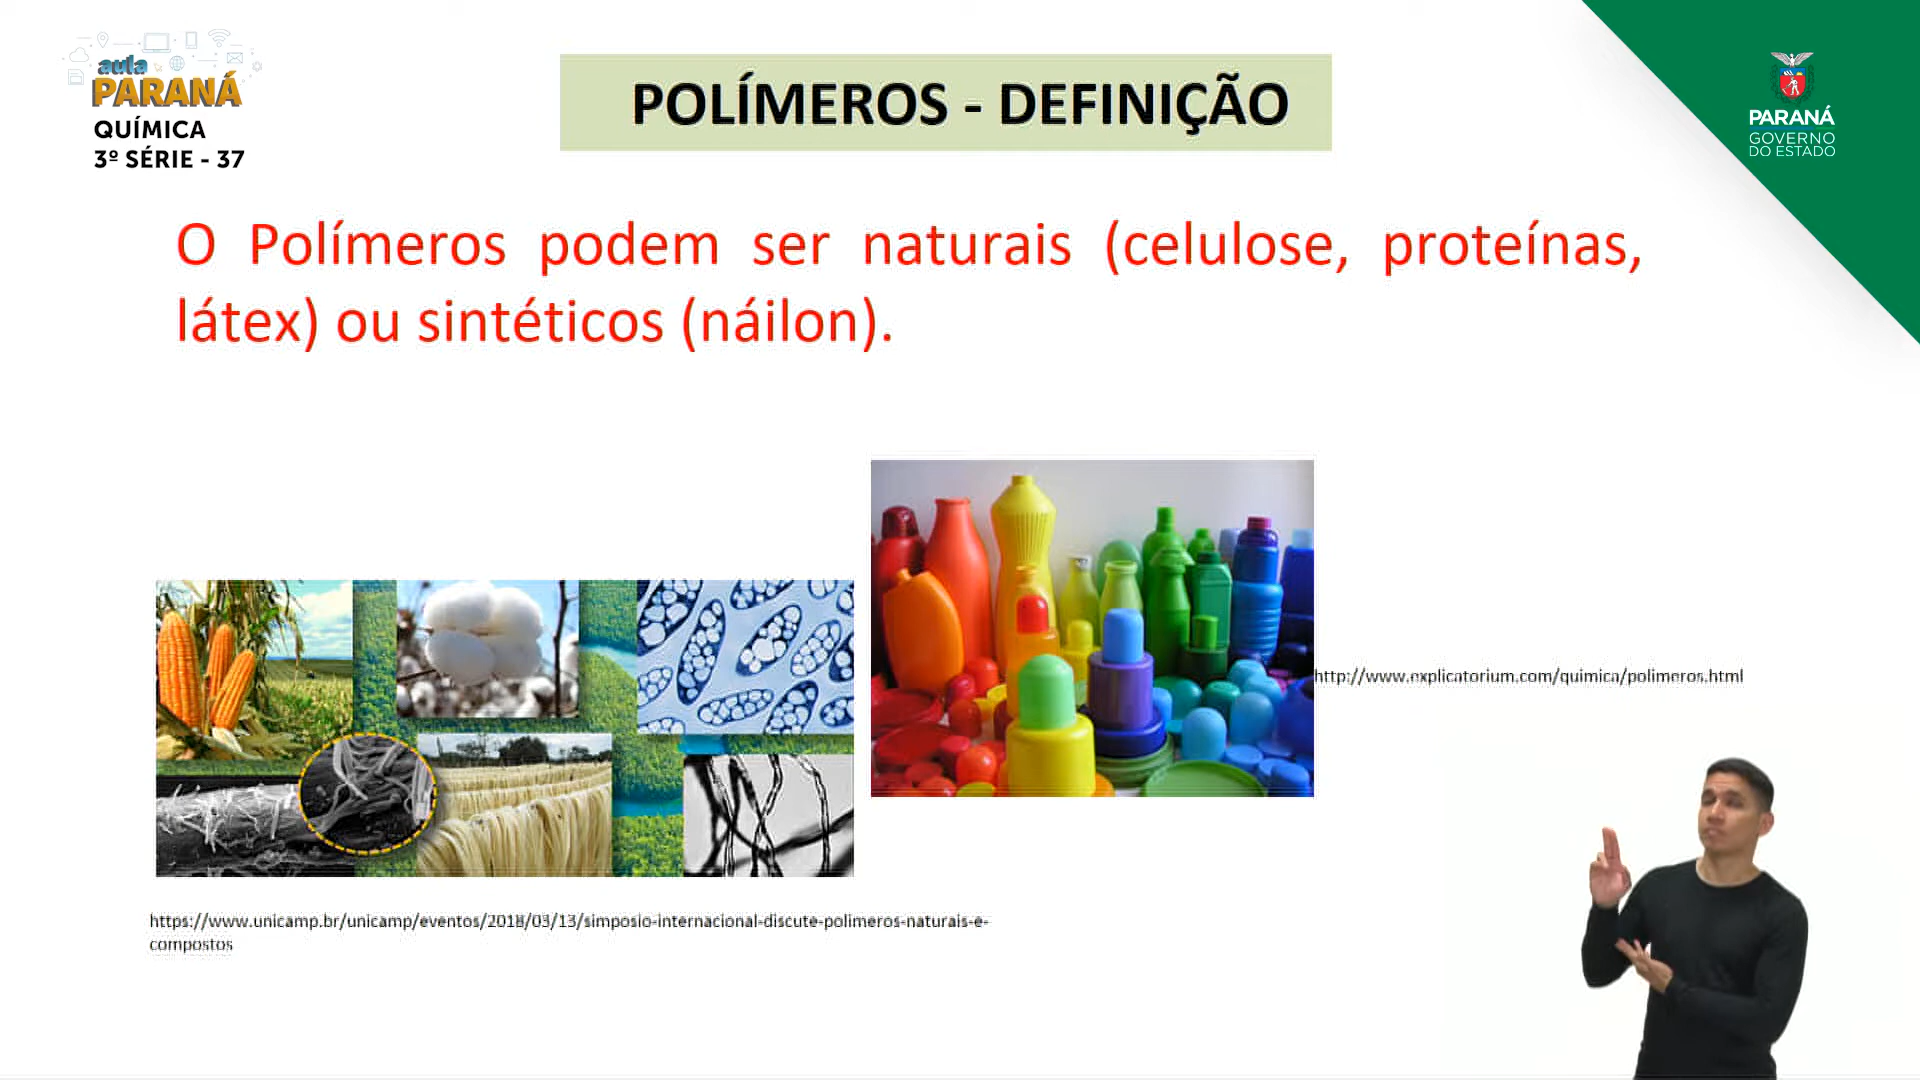 aula
PARANÁ
QUÍMICA
3º SÉRIE - 37
POLÍMEROS - DEFINIÇÃO
PARANÁ
GOVERNO
DO ESTADO
O Polímeros podem ser naturais (celulose, proteínas,
látex) ou sintéticos (náilon).
http://www.explicatorium.com/quimica/polimeros.html
https://www.unicamp.br/unicamp/eventos/2018/03/13/simposio-internacional-discute-polimeros-naturais-e-
compostos